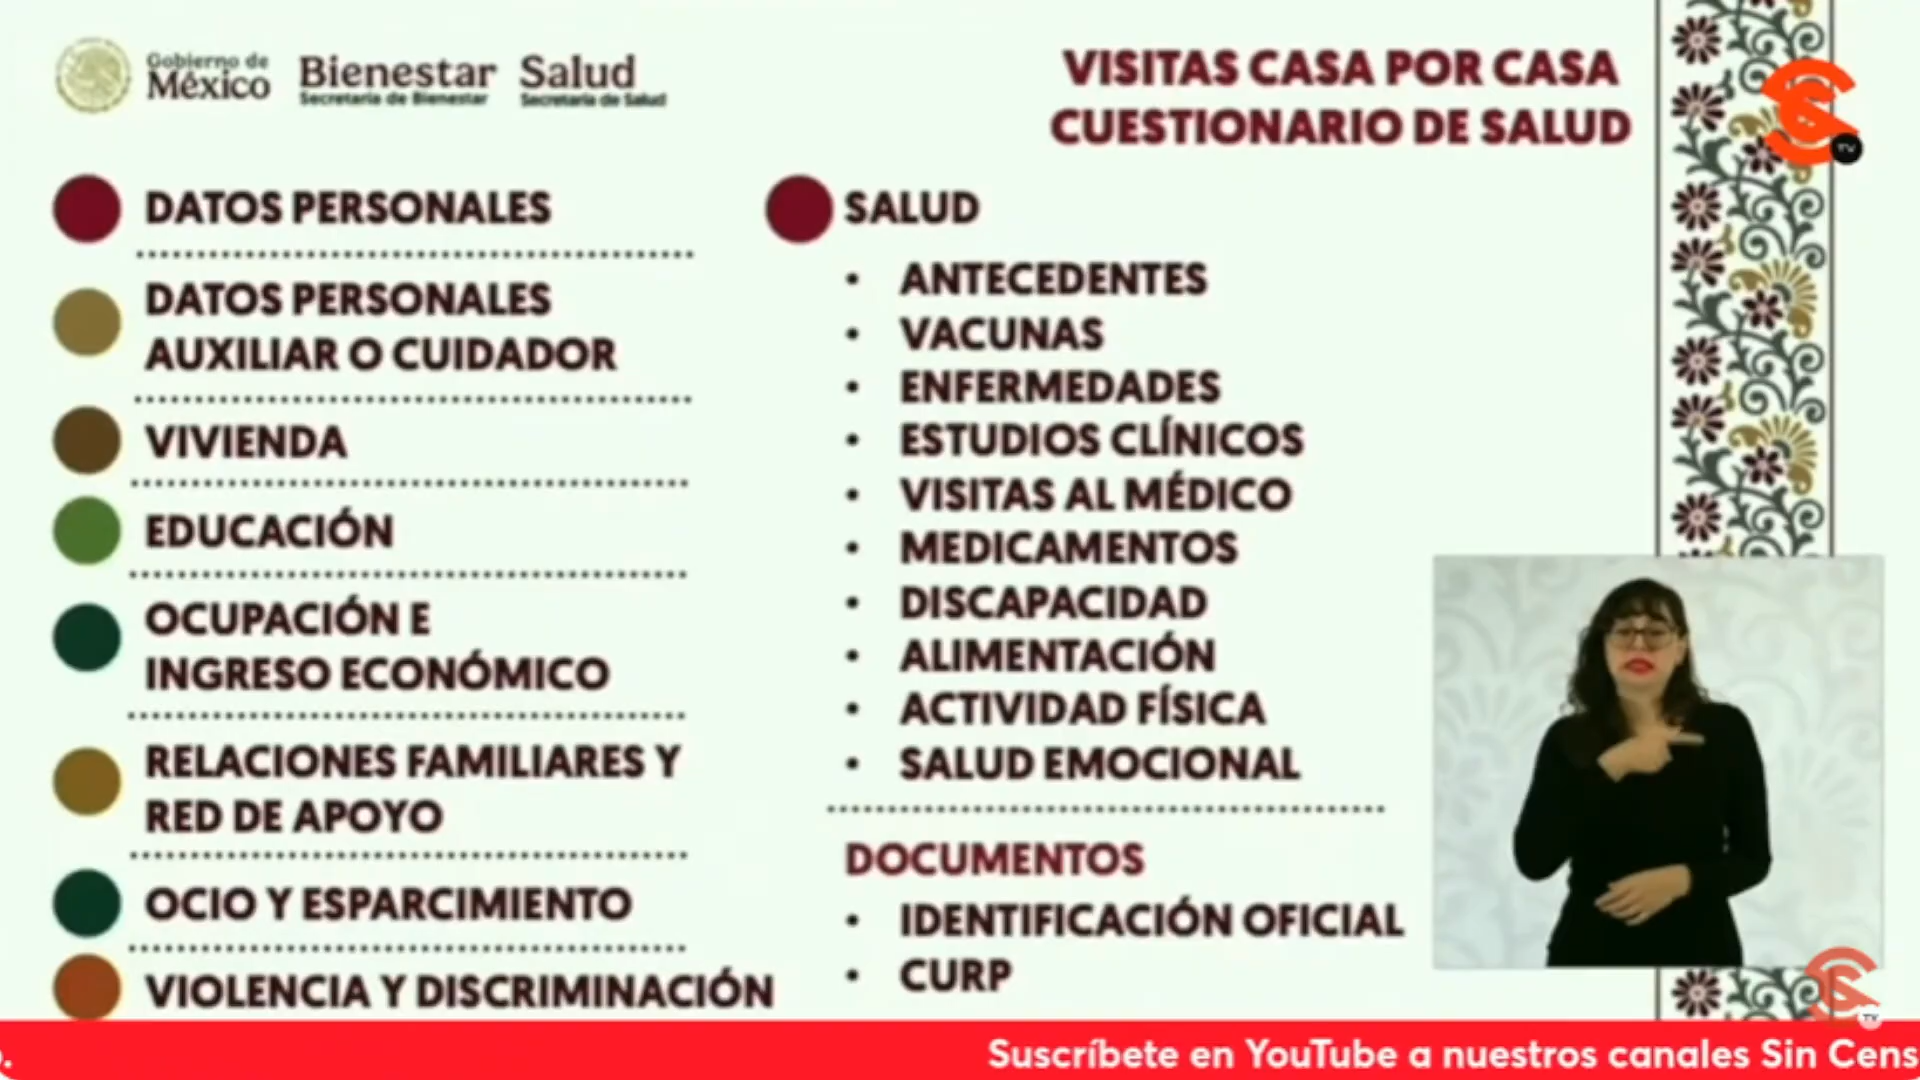 Gobierno de
México
Bienestar
Secretaría de Bienestar
Salud
Secretaría de Salud
VISITAS CASA POR CASA
CUESTIONARIO DE SALUD
TV
DATOS PERSONALES
DATOS PERSONALES
AUXILIAR O CUIDADOR
VIVIENDA
EDUCACIÓN
OCUPACIÓN E
INGRESO ECONÓMICO
RELACIONES FAMILIARES Y
RED DE APOYO
OCIO Y ESPARCIMIENTO
VIOLENCIA Y DISCRIMINACIÓN
SALUD
• ANTECEDENTES
• VACUNAS
• ENFERMEDADES
• ESTUDIOS CLÍNICOS
• VISITAS AL MÉDICO
• MEDICAMENTOS
• DISCAPACIDAD
• ALIMENTACIÓN
• ACTIVIDAD FÍSICA
• SALUD EMOCIONAL
DOCUMENTOS
• IDENTIFICACIÓN OFICIAL
• CURP
TV
Suscríbete en YouTube a nuestros canales Sin Cens